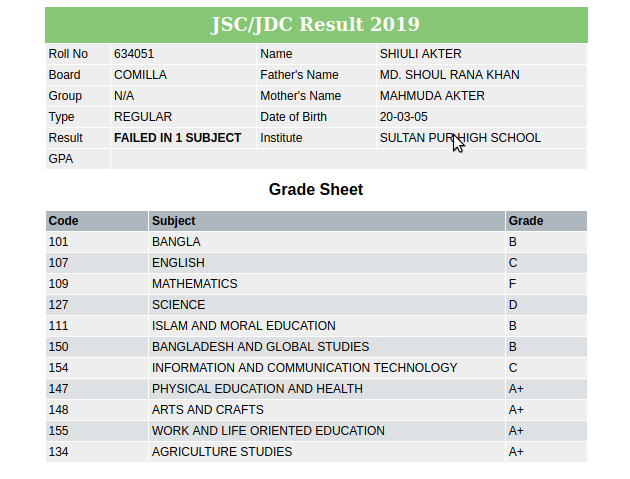 JSC/JDC Result 2019
Roll No 634051 Name SHIULI AKTER
Board COMILLA Father's Name MD. SHOUL RANA KHAN
Group N/A Mother's Name MAHMUDA AKTER
Type REGULAR Date of Birth 20-03-05
Result FAILED IN 1 SUBJECT Institute SULTAN PUR HIGH SCHOOL
GPA
Grade Sheet
Code Subject Grade
101 BANGLA B
107 ENGLISH C
109 MATHEMATICS F
127 SCIENCE D
111 ISLAM AND MORAL EDUCATION B
150 BANGLADESH AND GLOBAL STUDIES B
154 INFORMATION AND COMMUNICATION TECHNOLOGY C
147 PHYSICAL EDUCATION AND HEALTH A+
148 ARTS AND CRAFTS A+
155 WORK AND LIFE ORIENTED EDUCATION A+
134 AGRICULTURE STUDIES A+